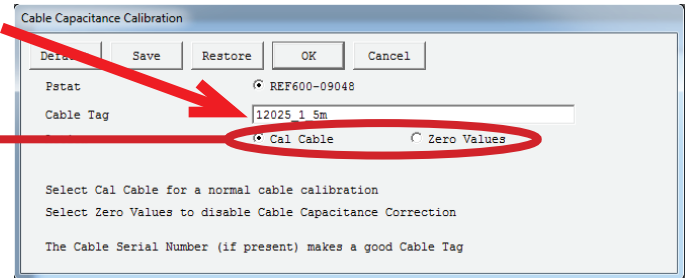 Cable Capacitance Calibration
Save Restore OK Cancel
Pstat REF600-09048
Cable Tag 12025_1_5m
Cal Cable Zero Values
Select Cal Cable for a normal cable calibration
Select Zero Values to disable Cable Capacitance Correction
The Cable Serial Number (if present) makes a good Cable Tag